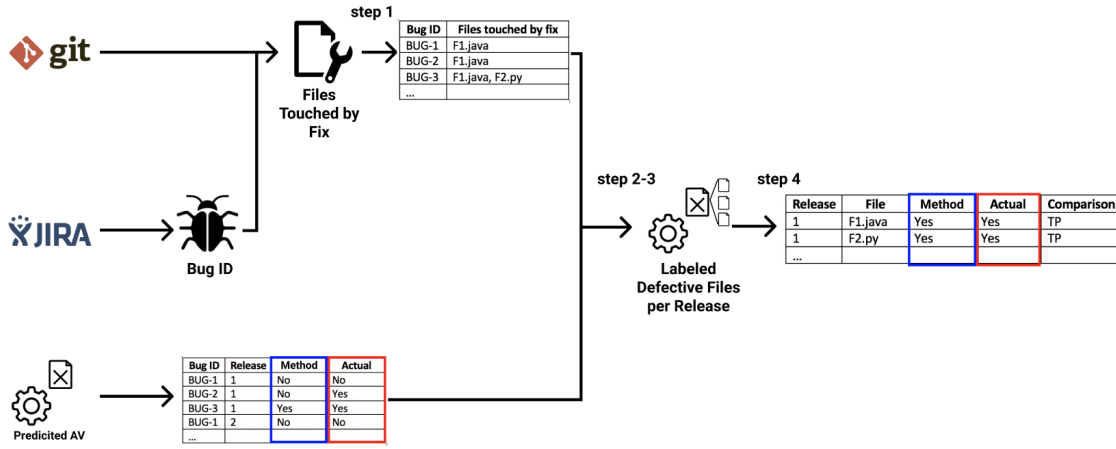 git
step 1
Files
Touched by
Fix
Bug ID Files touched by fix
BUG-1 F1.java
BUG-2 F1.java
BUG-3 F1.java, F2.py
...
JIRA
Bug ID
step 2-3
Labeled
Defective Files
per Release
step 4
Release File Method Actual Comparison
1 F1.java Yes Yes TP
1 F2.py Yes Yes TP
...
Predicited AV
Bug ID Release Method Actual
BUG-1 1 No No
BUG-2 1 No Yes
BUG-3 1 Yes Yes
BUG-1 2 No No
...